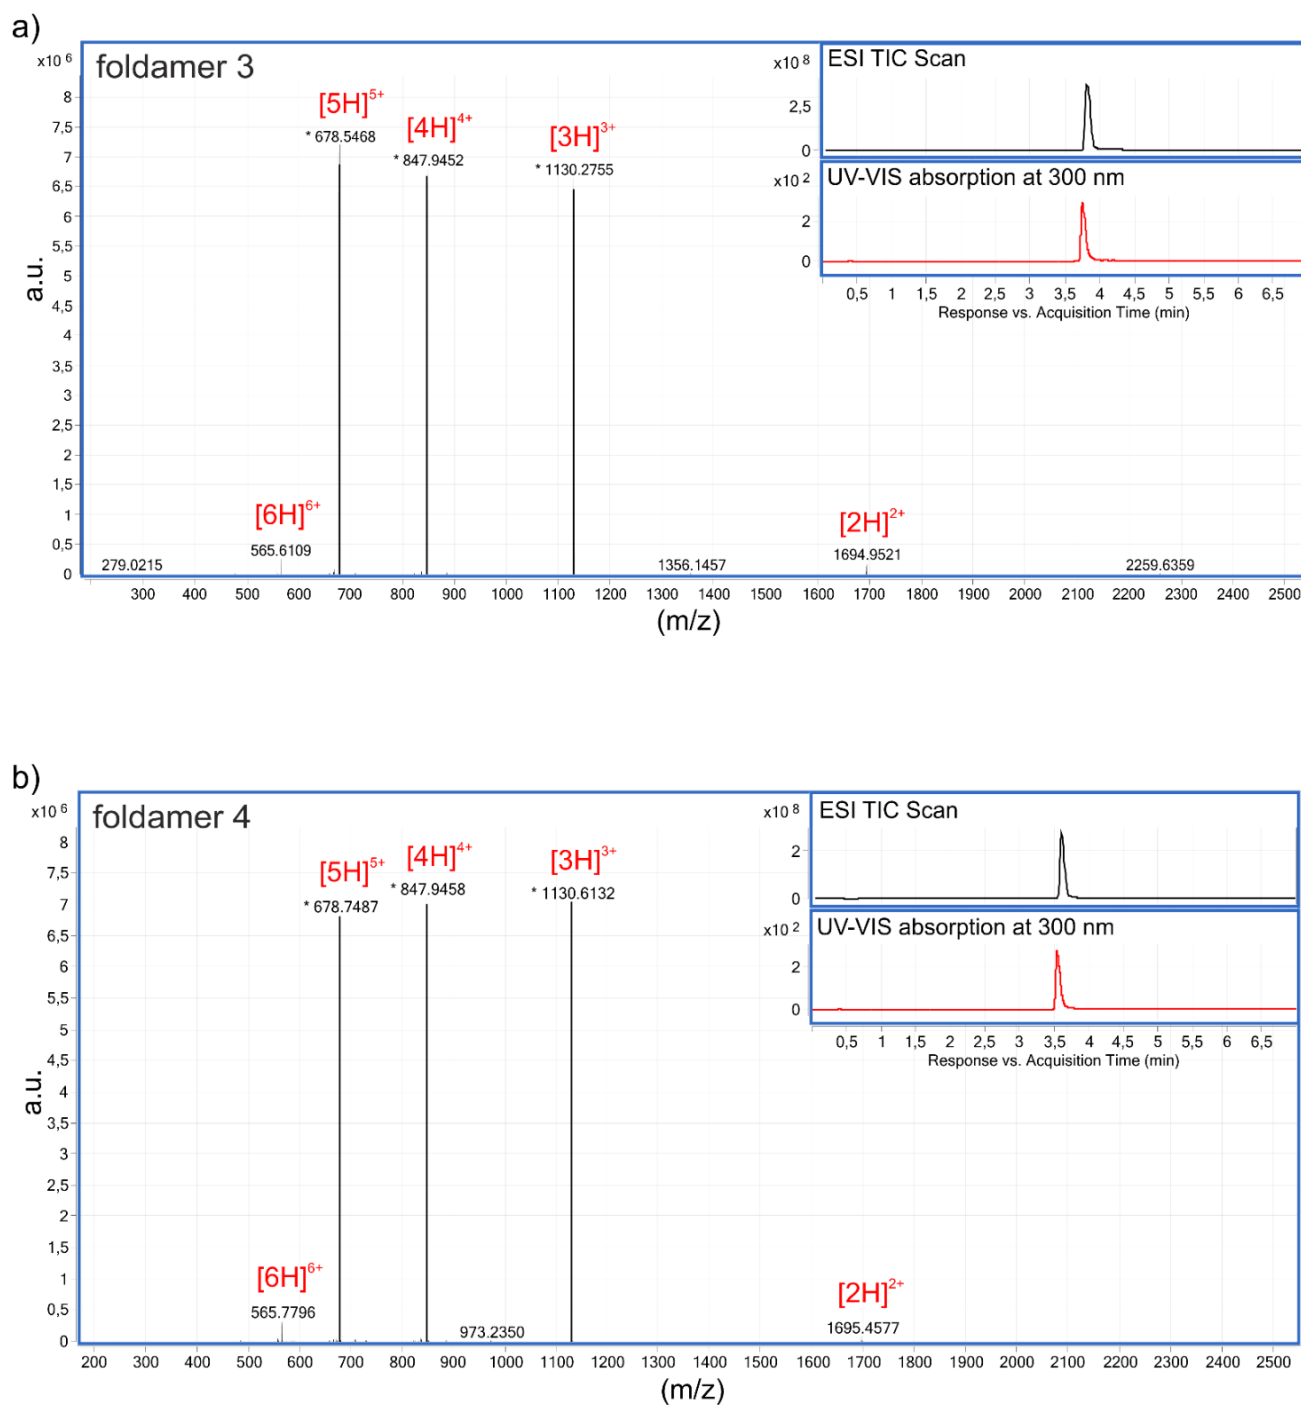 a)
foldamer 3
x10 6
[5H]5+
* 678.5468
[4H]4+
* 847.9452
[3H]3+
* 1130.2755
8
7,5
7
6,5
6
5,5
5
4,5
4
3,5
3
2,5
2
1,5
1
0,5
0
a.u.
[6H]6+
565.6109
279.0215
[2H]2+
1694.9521
1356.1457
2259.6359
300 400 500 600 700 800 900 1000 1100 1200 1300 1400 1500 1600 1700 1800 1900 2000 2100 2200 2300 2400 2500
(m/z)
ESI TIC Scan
x10 8
2,5
0
UV-VIS absorption at 300 nm
x10 2
2
0
0,5 1 1,5 2 2,5 3 3,5 4 4,5 5 5,5 6 6,5
Response vs. Acquisition Time (min)
b)
foldamer 4
x10 6
[5H]5+
* 678.7487
[4H]4+
* 847.9458
[3H]3+
* 1130.6132
8
7,5
7
6,5
6
5,5
5
4,5
4
3,5
3
2,5
2
1,5
1
0,5
0
a.u.
[6H]6+
565.7796
973.2350
[2H]2+
1695.4577
200 300 400 500 600 700 800 900 1000 1100 1200 1300 1400 1500 1600 1700 1800 1900 2000 2100 2200 2300 2400 2500
(m/z)
ESI TIC Scan
x10 8
2
0
UV-VIS absorption at 300 nm
x10 2
2
0
0,5 1 1,5 2 2,5 3 3,5 4 4,5 5 5,5 6 6,5
Response vs. Acquisition Time (min)